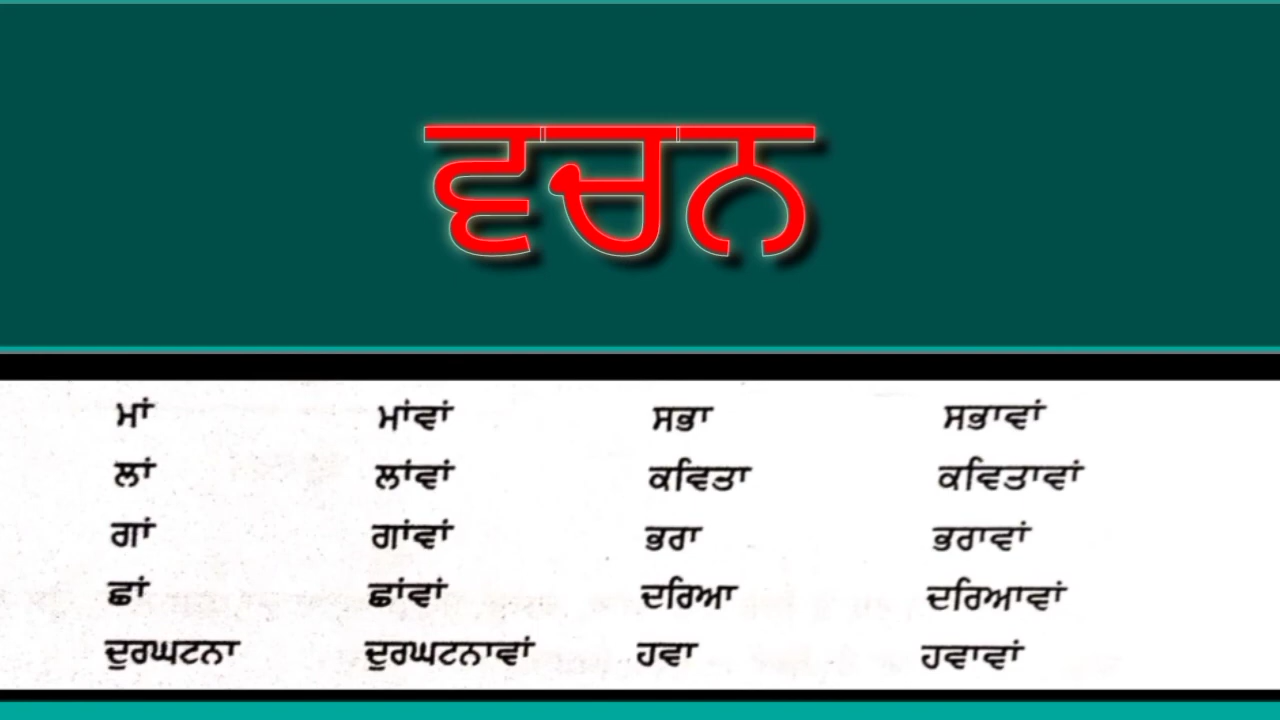 ਵਚਨ
ਮਾਂ ਮਾਂਵਾਂ ਸਭਾ ਸਭਾਵਾਂ
ਲਾਂ ਲਾਂਵਾਂ ਕਵਿਤਾ ਕਵਿਤਾਵਾਂ
ਗਾਂ ਗਾਂਵਾਂ ਭਰਾ ਭਰਾਵਾਂ
ਛਾਂ ਛਾਂਵਾਂ ਦਰਿਆ ਦਰਿਆਵਾਂ
ਦੁਰਘਟਨਾ ਦੁਰਘਟਨਾਵਾਂ ਹਵਾ ਹਵਾਵਾਂ